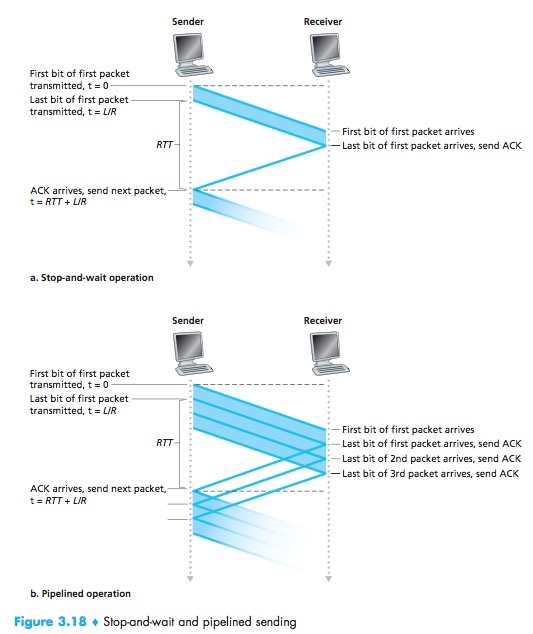 Sender
Receiver
First bit of first packet
transmitted, t = 0
Last bit of first packet
transmitted, t = L/R
First bit of first packet arrives
Last bit of first packet arrives, send ACK
RTT
ACK arrives, send next packet,
t = RTT + L/R
a. Stop-and-wait operation
Sender
Receiver
First bit of first packet
transmitted, t = 0
Last bit of first packet
transmitted, t = L/R
First bit of first packet arrives
Last bit of first packet arrives, send ACK
RTT
Last bit of 2nd packet arrives, send ACK
Last bit of 3rd packet arrives, send ACK
ACK arrives, send next packet,
t = RTT + L/R
b. Pipelined operation
Figure 3.18 ♦ Stop-and-wait and pipelined sending